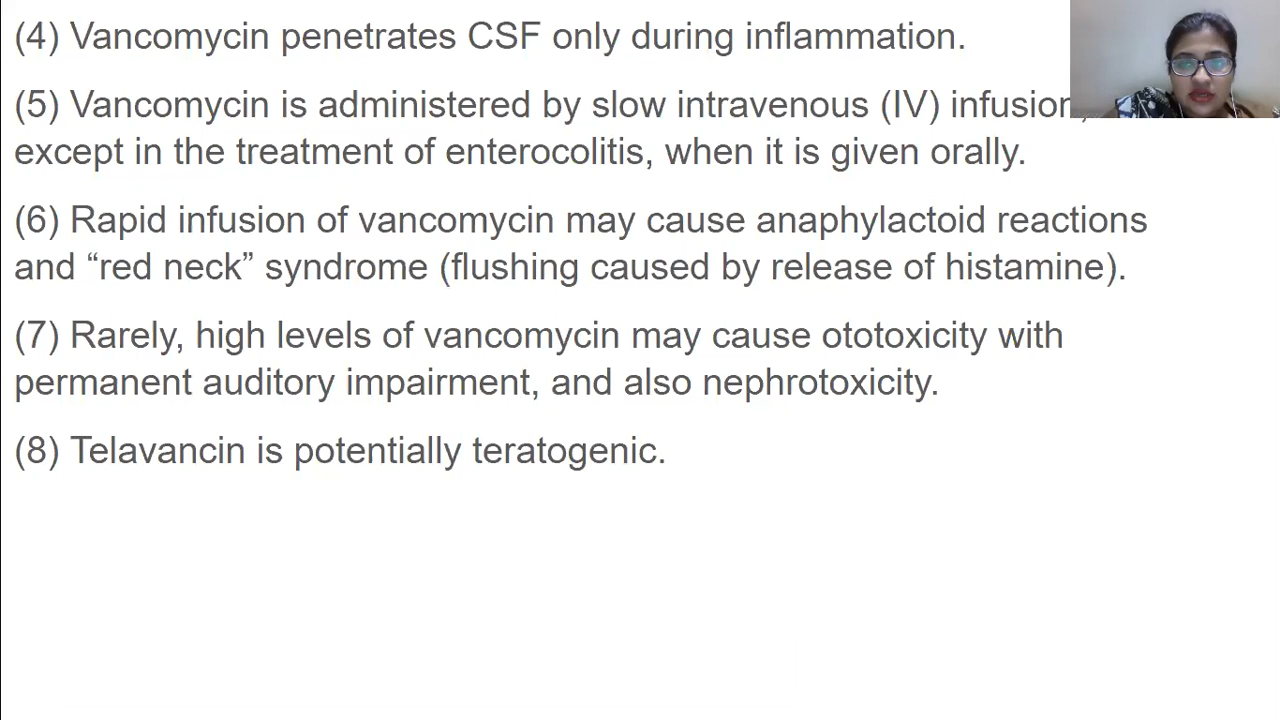 (4) Vancomycin penetrates CSF only during inflammation.
(5) Vancomycin is administered by slow intravenous (IV) infusion,
except in the treatment of enterocolitis, when it is given orally.
(6) Rapid infusion of vancomycin may cause anaphylactoid reactions
and “red neck” syndrome (flushing caused by release of histamine).
(7) Rarely, high levels of vancomycin may cause ototoxicity with
permanent auditory impairment, and also nephrotoxicity.
(8) Telavancin is potentially teratogenic.